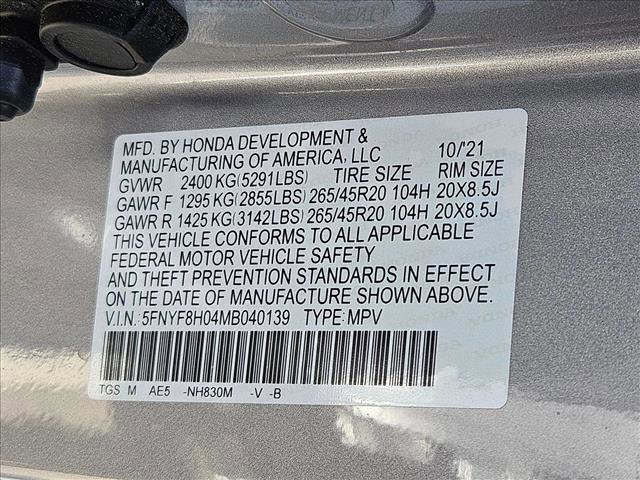 MFD. BY HONDA DEVELOPMENT &
MANUFACTURING OF AMERICA, LLC 10/'21
GVWR 2400 KG(5291LBS) TIRE SIZE RIM SIZE
GAWR F 1295 KG(2855LBS) 265/45R20 104H 20X8.5J
GAWR R 1425 KG(3142LBS) 265/45R20 104H 20X8.5J
THIS VEHICLE CONFORMS TO ALL APPLICABLE
FEDERAL MOTOR VEHICLE SAFETY
AND THEFT PREVENTION STANDARDS IN EFFECT
ON THE DATE OF MANUFACTURE SHOWN ABOVE.
V.I.N.:5FNYF8H04MB040139 TYPE:MPV
TGS M AE5 -NH830M -V -B